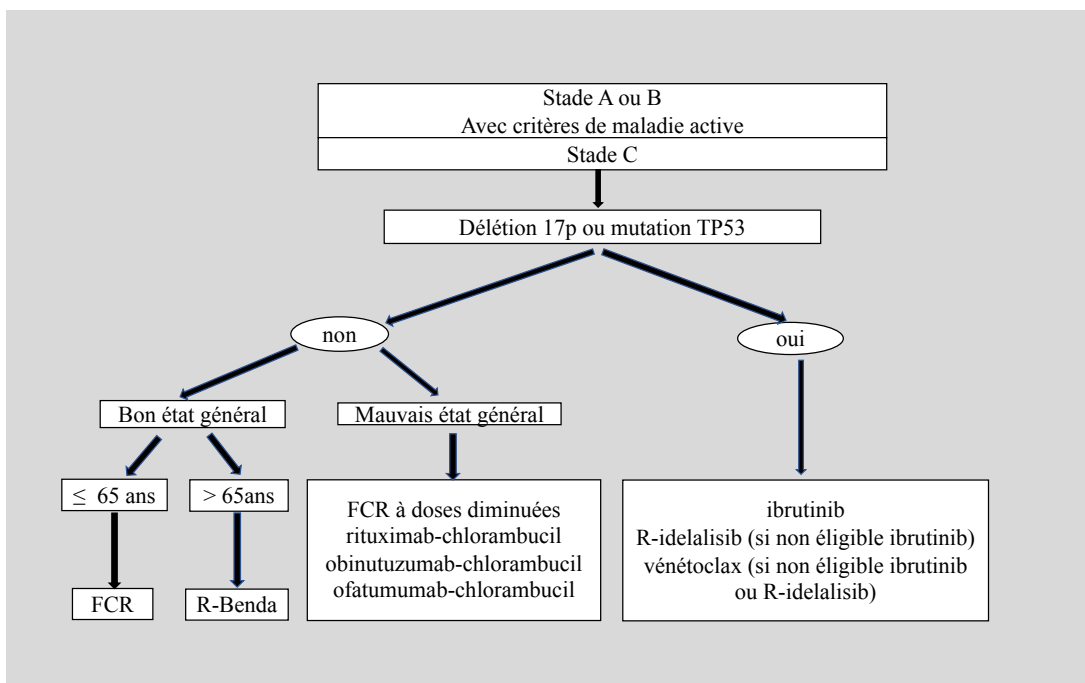 Stade A ou B
Avec critères de maladie active
Stade C
Délétion 17p ou mutation TP53
non
oui
Bon état général
Mauvais état général
≤ 65 ans
> 65ans
FCR
R-Benda
FCR à doses diminuées
rituximab-chlorambucil
obinutuzumab-chlorambucil
ofatumumab-chlorambucil
ibrutinib
R-idelalisib (si non éligible ibrutinib)
vénétoclax (si non éligible ibrutinib
ou R-idelalisib)